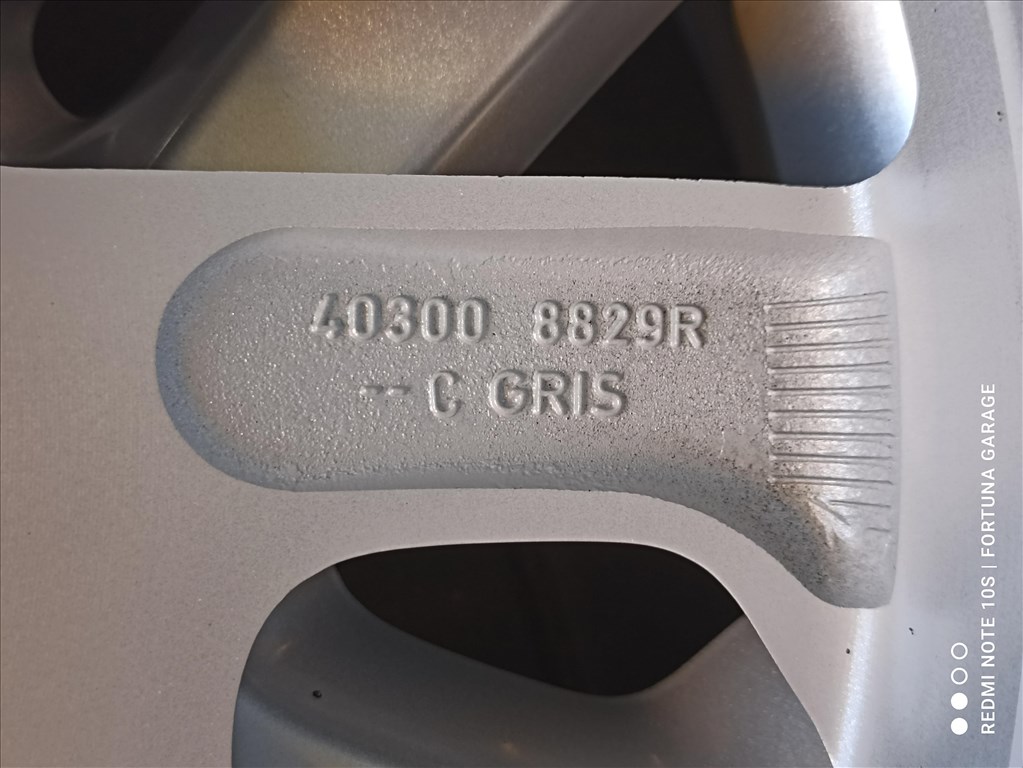 40300 8829R
-- C GRIS
REDMI NOTE 10S | FORTUNA GARAGE